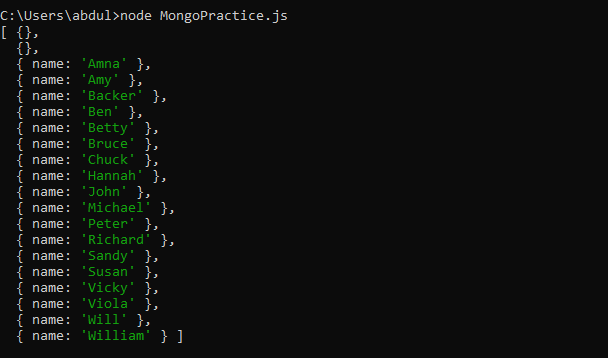 C:\Users\abdul>node MongoPractice.js
[ {},
  {},
  { name: 'Amna' },
  { name: 'Amy' },
  { name: 'Backer' },
  { name: 'Ben' },
  { name: 'Betty' },
  { name: 'Bruce' },
  { name: 'Chuck' },
  { name: 'Hannah' },
  { name: 'John' },
  { name: 'Michael' },
  { name: 'Peter' },
  { name: 'Richard' },
  { name: 'Sandy' },
  { name: 'Susan' },
  { name: 'Vicky' },
  { name: 'Viola' },
  { name: 'Will' },
  { name: 'William' } ]